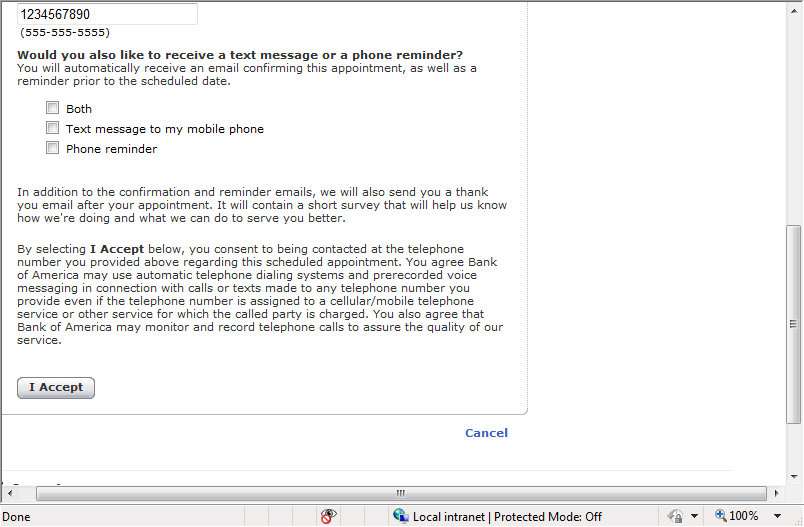 1234567890
(555-555-5555)
Would you also like to receive a text message or a phone reminder?
You will automatically receive an email confirming this appointment, as well as a
reminder prior to the scheduled date.
Both
Text message to my mobile phone
Phone reminder
In addition to the confirmation and reminder emails, we will also send you a thank
you email after your appointment. It will contain a short survey that will help us know
how we're doing and what we can do to serve you better.
By selecting I Accept below, you consent to being contacted at the telephone
number you provided above regarding this scheduled appointment. You agree Bank
of America may use automatic telephone dialing systems and prerecorded voice
messaging in connection with calls or texts made to any telephone number you
provide even if the telephone number is assigned to a cellular/mobile telephone
service or other service for which the called party is charged. You also agree that
Bank of America may monitor and record telephone calls to assure the quality of our
service.
I Accept
Cancel
Done
Local intranet | Protected Mode: Off
100%